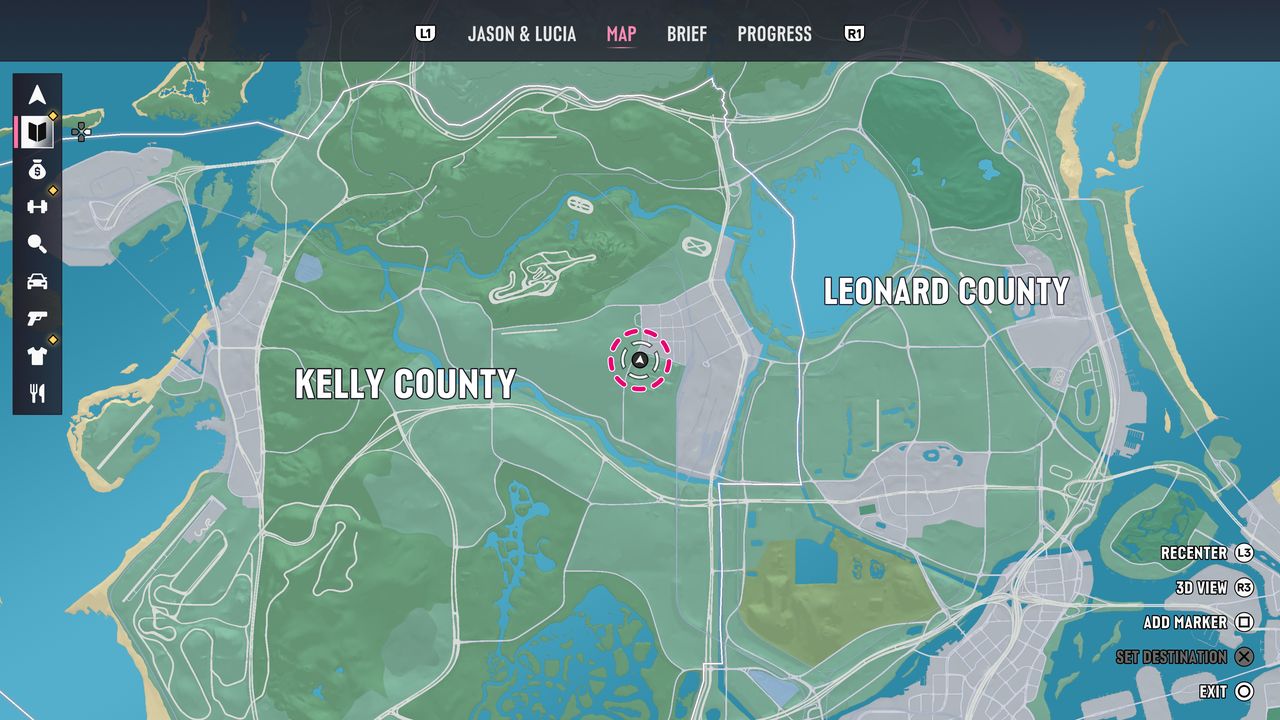 L1 JASON & LUCIA MAP BRIEF PROGRESS R1
LEONARD COUNTY
KELLY COUNTY
RECENTER L3
3D VIEW R3
ADD MARKER
SET DESTINATION
EXIT